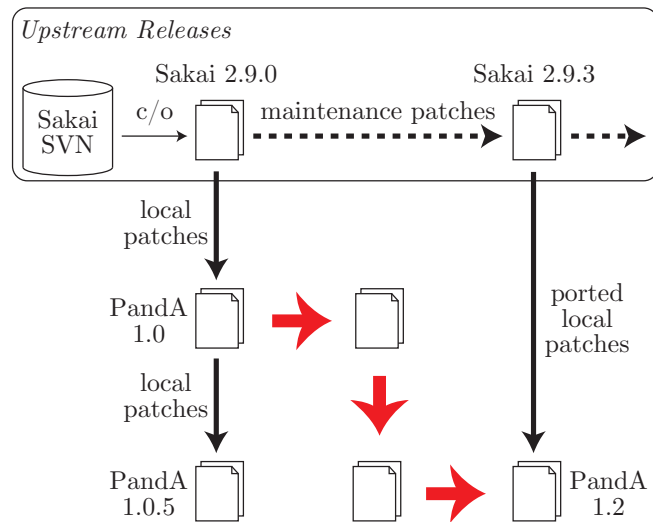 Upstream Releases
Sakai 2.9.0
Sakai 2.9.3
Sakai
SVN
c/o
maintenance patches
local
patches
PandA
1.0
ported
local
patches
local
patches
PandA
1.0.5
PandA
1.2